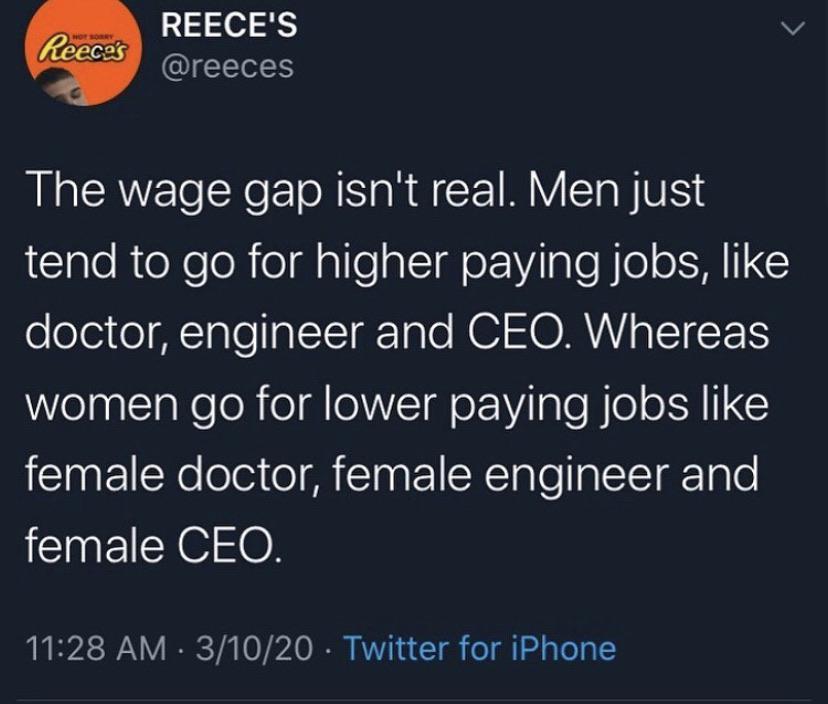 NOT SORRY
Reece's
REECE'S
@reeces
The wage gap isn't real. Men just
tend to go for higher paying jobs, like
doctor, engineer and CEO. Whereas
women go for lower paying jobs like
female doctor, female engineer and
female CEO.
11:28 AM · 3/10/20 · Twitter for iPhone